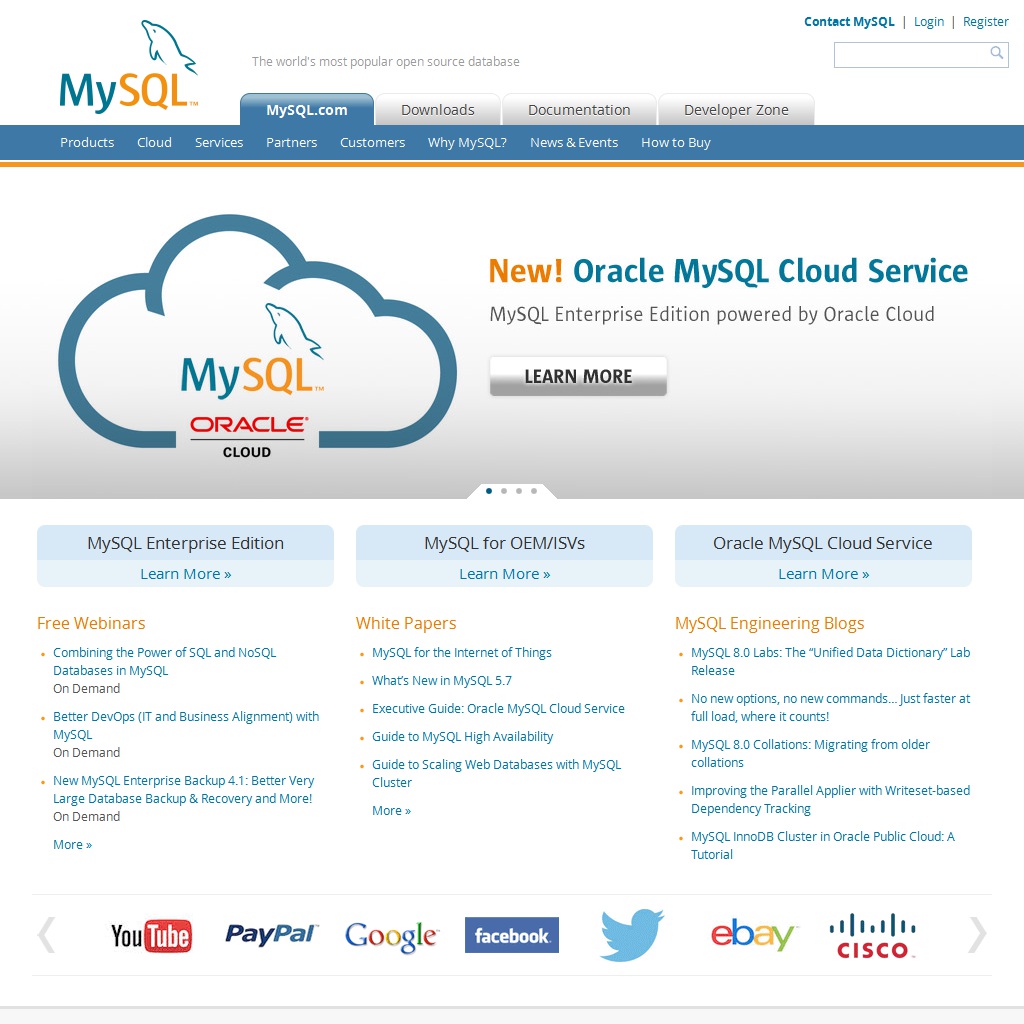 Contact MySQL | Login | Register
The world's most popular open source database
MySQL™
MySQL.com
Downloads
Documentation
Developer Zone
Products Cloud Services Partners Customers Why MySQL? News & Events How to Buy
New! Oracle MySQL Cloud Service
MySQL Enterprise Edition powered by Oracle Cloud
LEARN MORE
MySQL™
ORACLE®
CLOUD
MySQL Enterprise Edition
Learn More »
MySQL for OEM/ISVs
Learn More »
Oracle MySQL Cloud Service
Learn More »
Free Webinars
Combining the Power of SQL and NoSQL
Databases in MySQL
On Demand
Better DevOps (IT and Business Alignment) with
MySQL
On Demand
New MySQL Enterprise Backup 4.1: Better Very
Large Database Backup & Recovery and More!
On Demand
More »
White Papers
MySQL for the Internet of Things
What's New in MySQL 5.7
Executive Guide: Oracle MySQL Cloud Service
Guide to MySQL High Availability
Guide to Scaling Web Databases with MySQL
Cluster
More »
MySQL Engineering Blogs
MySQL 8.0 Labs: The “Unified Data Dictionary” Lab
Release
No new options, no new commands… Just faster at
full load, where it counts!
MySQL 8.0 Collations: Migrating from older
collations
Improving the Parallel Applier with Writeset-based
Dependency Tracking
MySQL InnoDB Cluster in Oracle Public Cloud: A
Tutorial
YouTube
PayPal™
Google™
facebook
ebay™
CISCO™